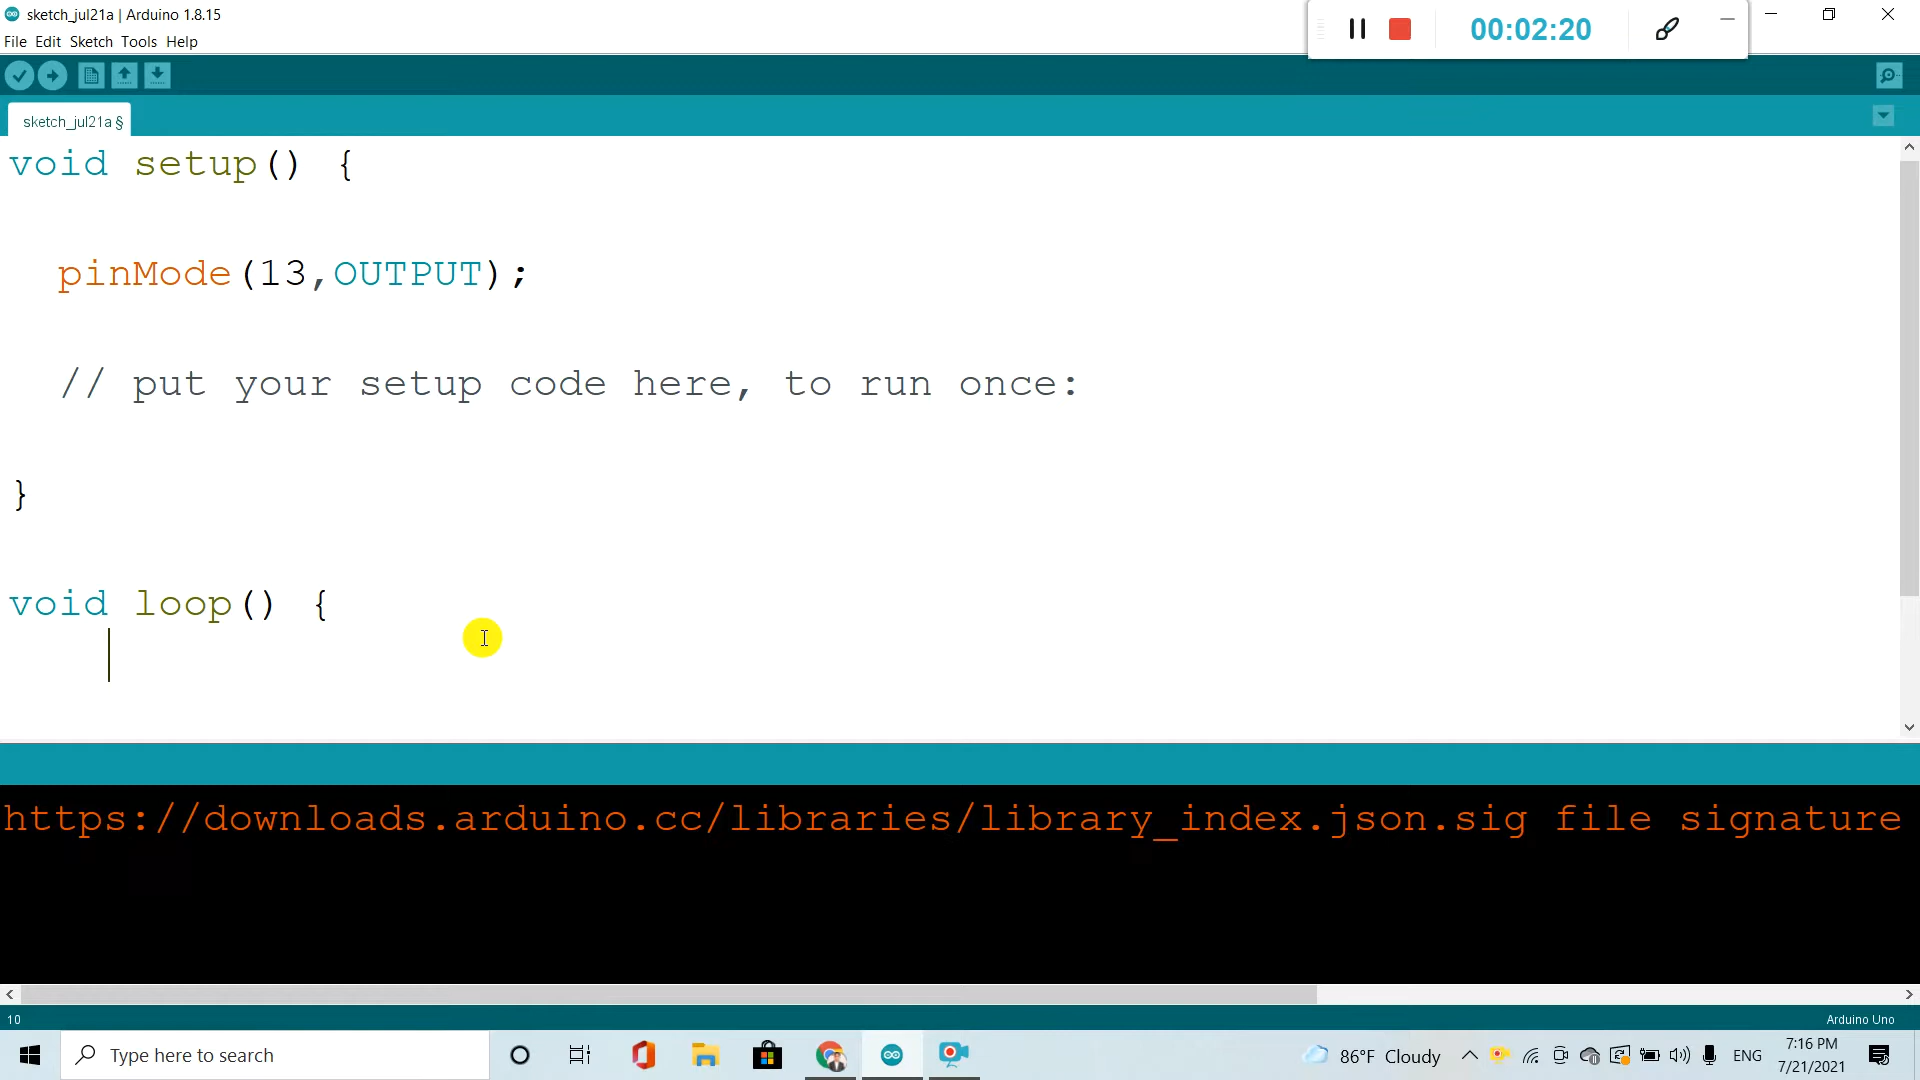 sketch_jul21a | Arduino 1.8.15
00:02:20
File Edit Sketch Tools Help
sketch_jul21a §
void setup() {
pinMode(13,OUTPUT);
// put your setup code here, to run once:
}
void loop() {
https://downloads.arduino.cc/libraries/library_index.json.sig file signature
10
Arduino Uno
Type here to search
86°F Cloudy
ENG
7:16 PM
7/21/2021